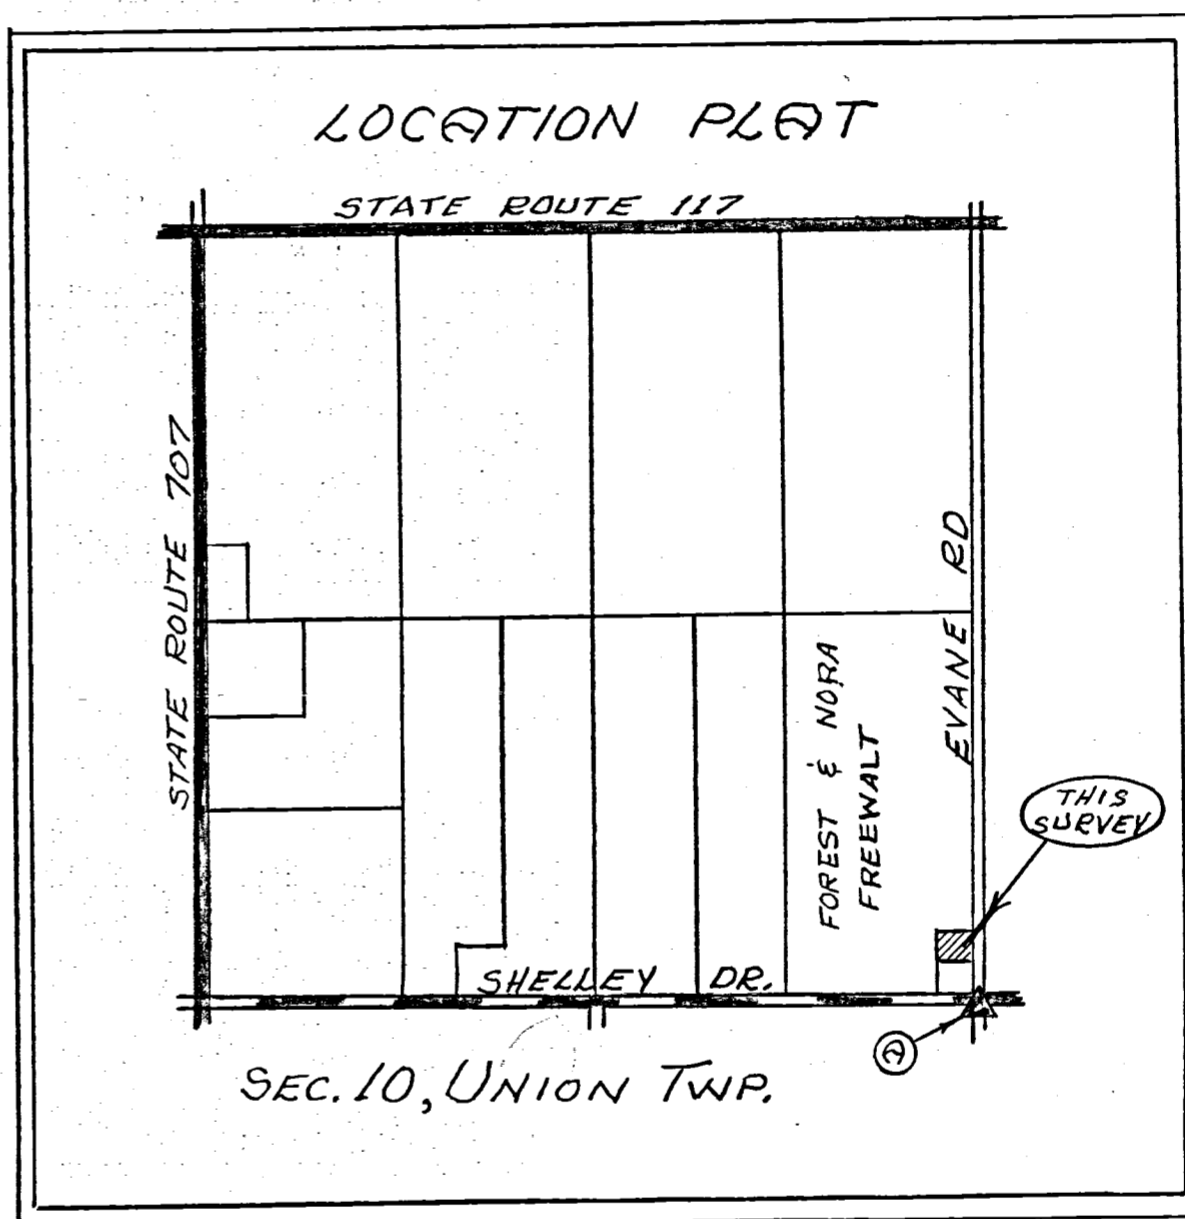 LOCATION PLAT
STATE ROUTE 117
STATE ROUTE 707
EVANE RD
FOREST & NORA
FREEWALT
THIS
SURVEY
SHELLEY DR.
A
SEC. 10, UNION TWP.